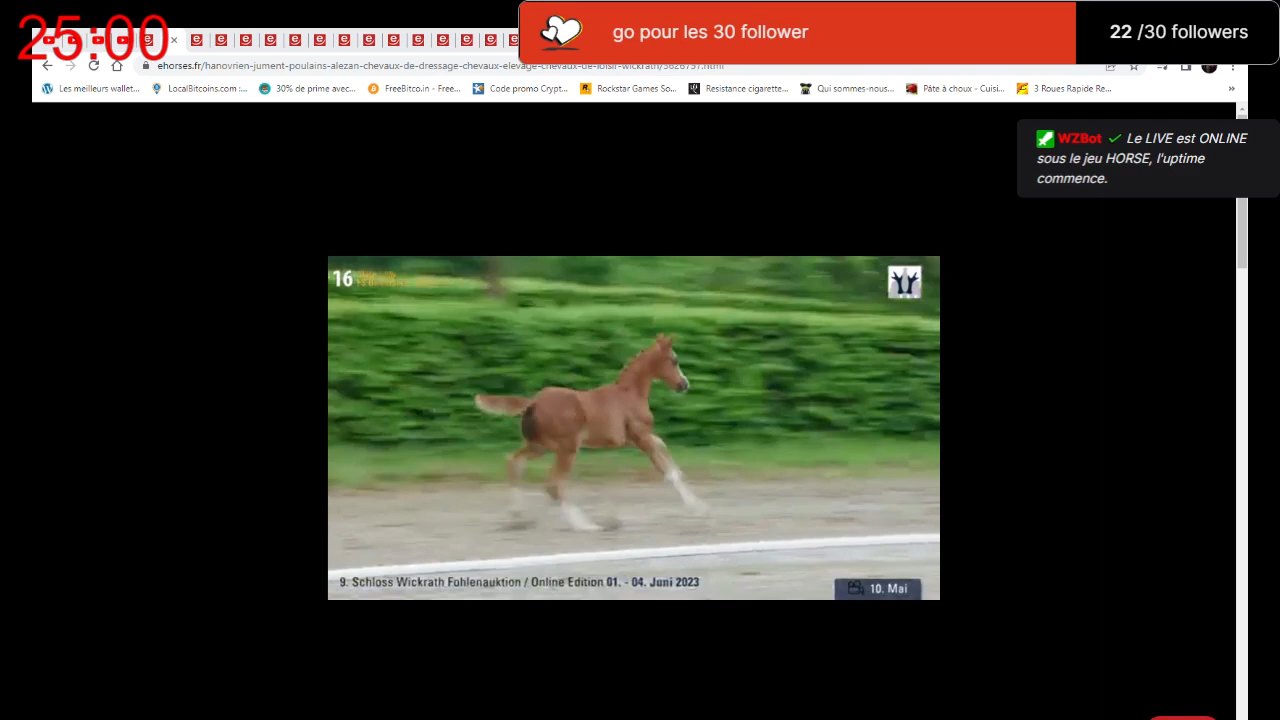 25:00
go pour les 30 follower
22 /30 followers
ehorses.fr/hanovrien-jument-poulains-alezan-chevaux-de-dressage-chevaux-elevage-chevaux-de-loisir-wickrath/3626757.html
Les meilleurs wallet...
LocalBitcoins.com :...
30% de prime avec...
FreeBitco.in - Free...
Code promo Crypt...
Rockstar Games So...
Resistance cigarette...
Qui sommes-nous...
Pâte à choux - Cuisi...
3 Roues Rapide Re...
»
WZBot ✓ Le LIVE est ONLINE
sous le jeu HORSE, l'uptime
commence.
16
9. Schloss Wickrath Fohlenauktion / Online Edition 01. - 04. Juni 2023
10. Mai